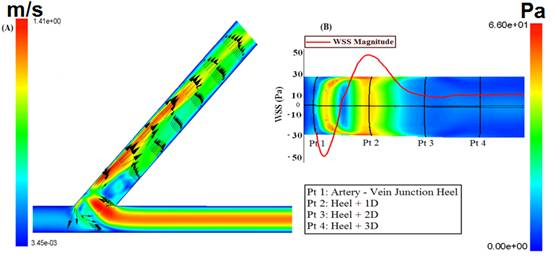 m/s
(A)
1.41e+00
3.45e-03
(B)
WSS Magnitude
WSS (Pa)
50
30
10
0
-10
-30
-50
Pt 1
Pt 2
Pt 3
Pt 4
Pt 1: Artery - Vein Junction Heel
Pt 2: Heel + 1D
Pt 3: Heel + 2D
Pt 4: Heel + 3D
Pa
6.60e+01
0.00e+00